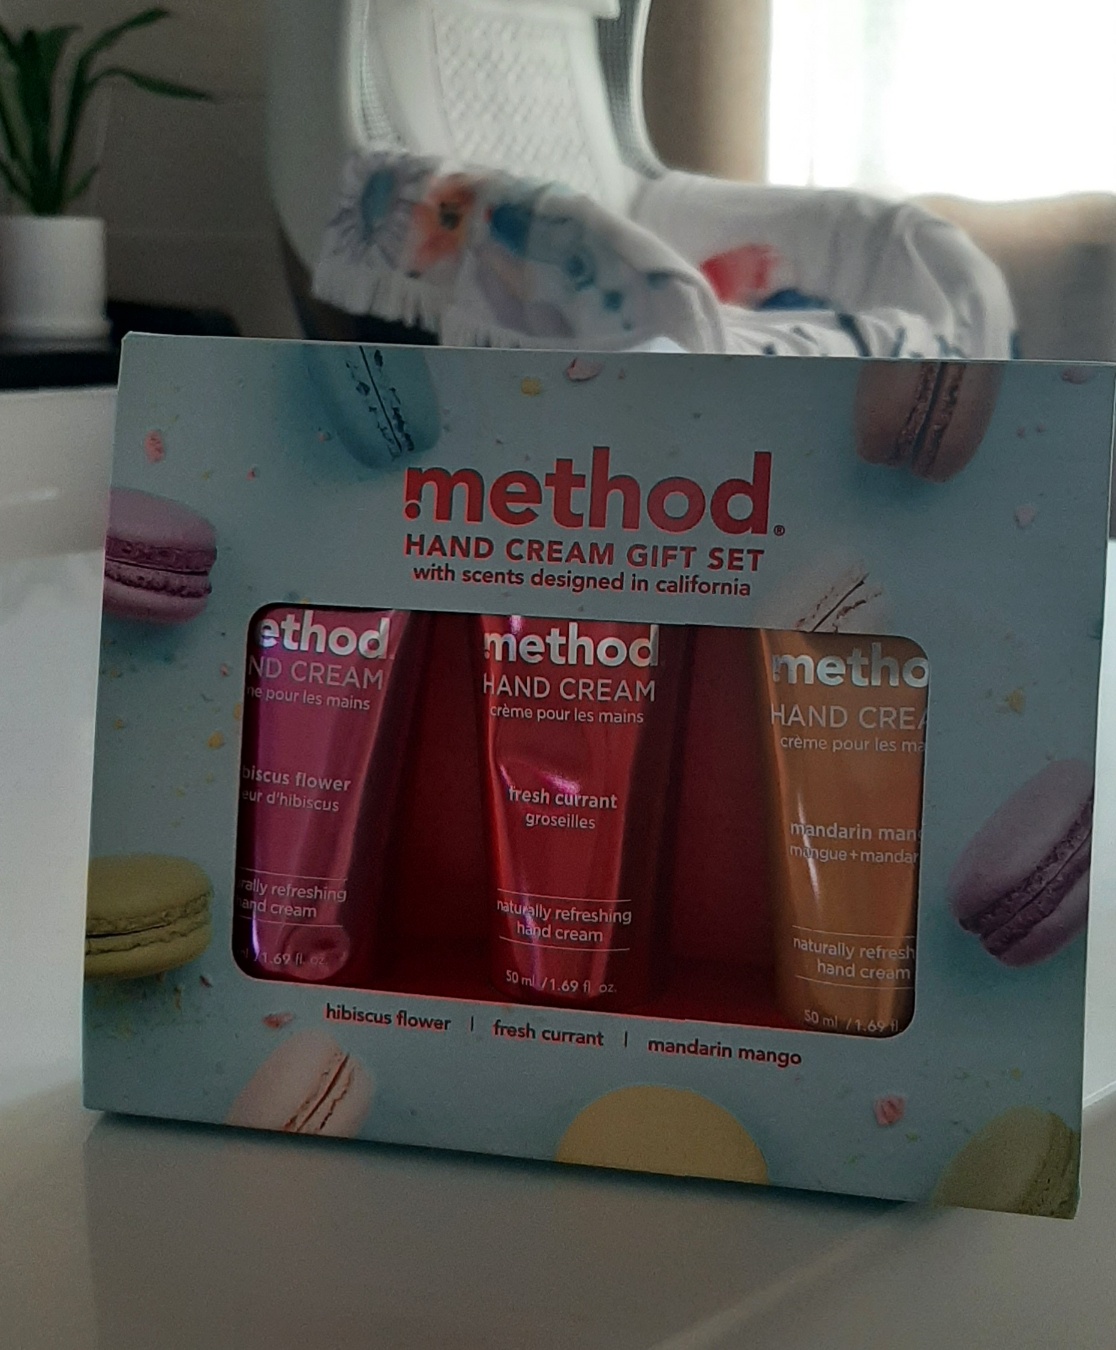 method.®
HAND CREAM GIFT SET
with scents designed in california
ethod
ND CREAM
me pour les mains
biscus flower
eur d'hibiscus
rally refreshing
and cream
l /1.69 fl. oz.
method
HAND CREAM
crème pour les mains
fresh currant
groseilles
naturally refreshing
hand cream
50 ml /1.69 fl. oz.
metho
HAND CREA
crème pour les ma
mandarin man
mangue+mandar
naturally refresh
hand cream
50 ml /1.69 fl
hibiscus flower | fresh currant | mandarin mango